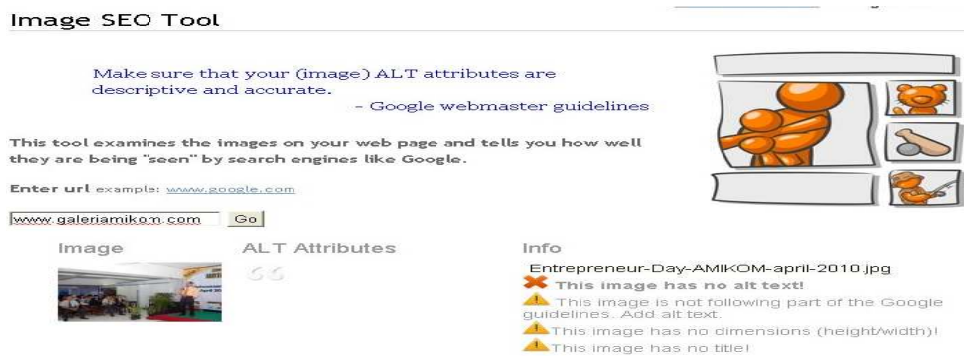 Image SEO Tool
Make sure that your (image) ALT attributes are
descriptive and accurate.
- Google webmaster guidelines
This tool examines the images on your web page and tells you how well
they are being "seen" by search engines like Google.
Enter url example: www.google.com
www.galeriamikom.com Go
Image ALT Attributes Info
Entrepreneur-Day-AMIKOM-april-2010.jpg
This image has no alt text!
This image is not following part of the Google
guidelines. Add alt text.
This image has no dimensions (height/width)!
This image has no title!